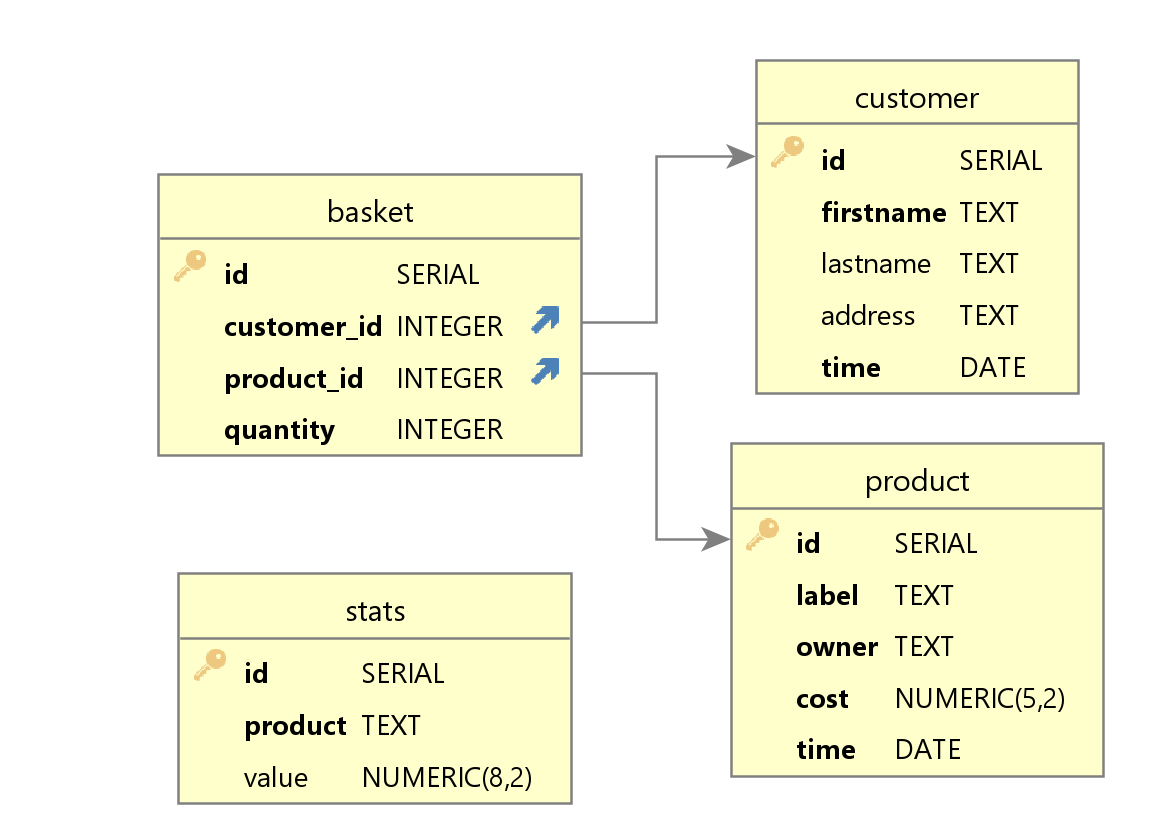 customer
id SERIAL
firstname TEXT
lastname TEXT
address TEXT
time DATE
basket
id SERIAL
customer_id INTEGER
product_id INTEGER
quantity INTEGER
product
id SERIAL
label TEXT
owner TEXT
cost NUMERIC(5,2)
time DATE
stats
id SERIAL
product TEXT
value NUMERIC(8,2)